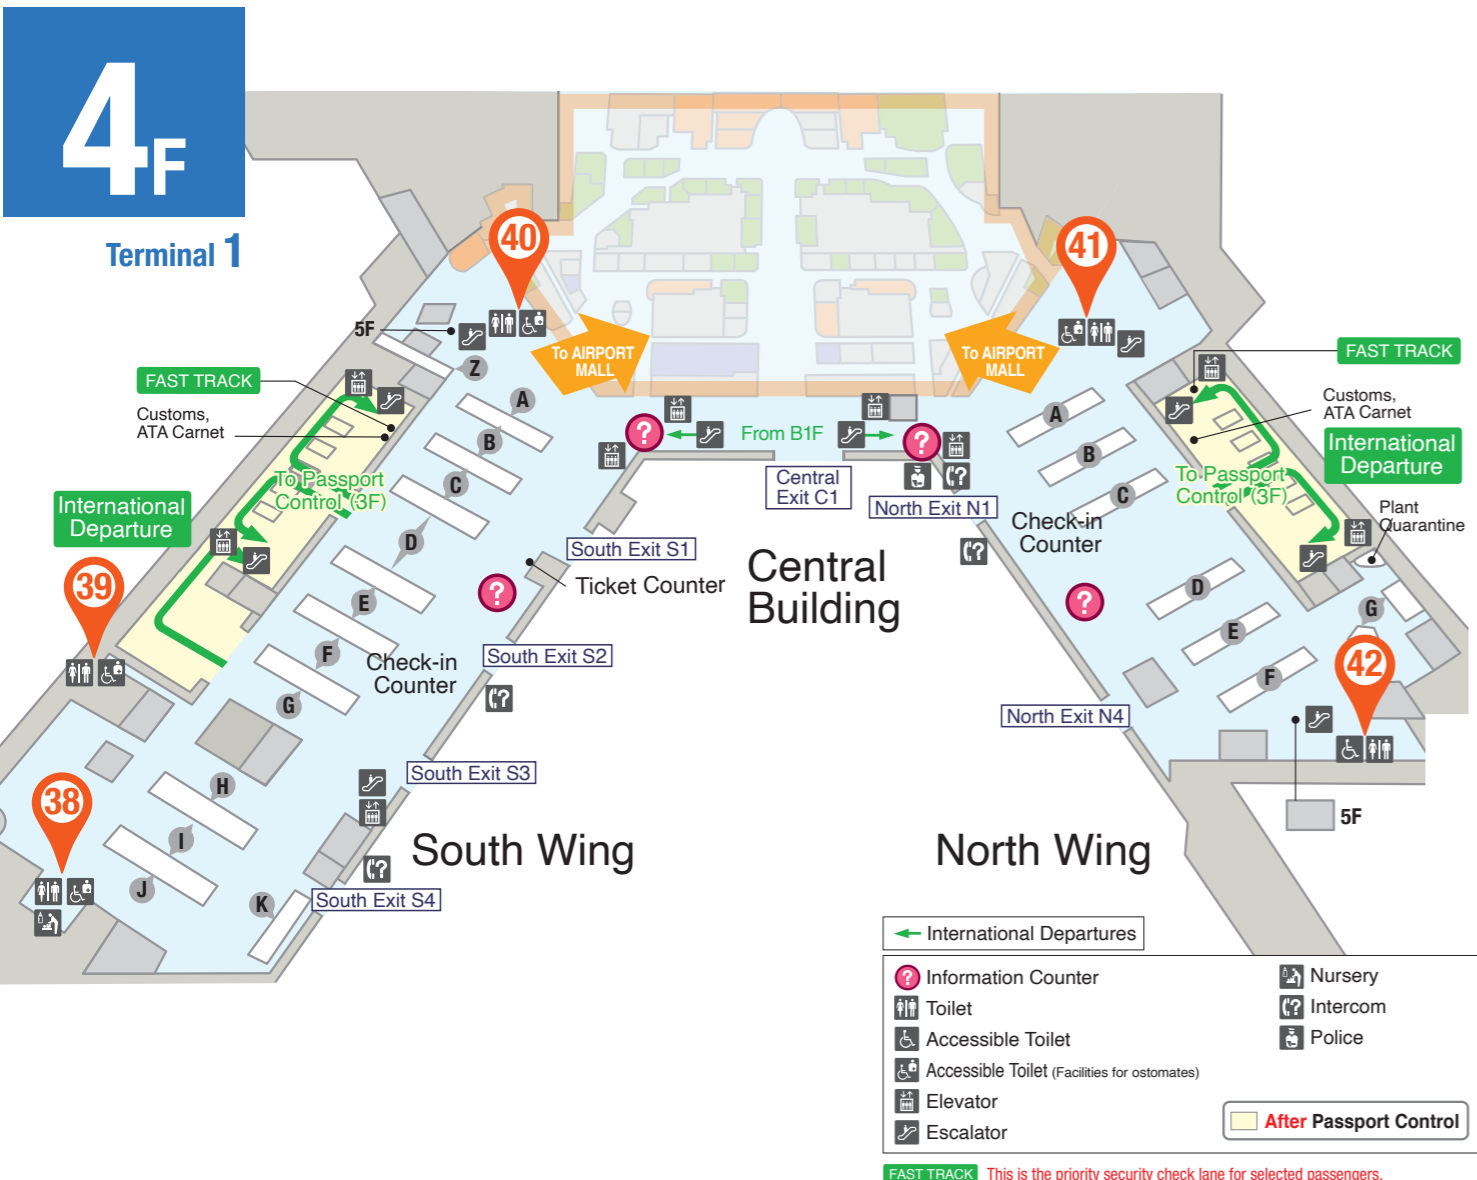 4F
Terminal 1
40
41
5F
To AIRPORT
MALL
To AIRPORT
MALL
FAST TRACK
FAST TRACK
Customs,
ATA Carnet
Customs,
ATA Carnet
Z
A
B
C
D
E
F
G
H
I
J
K
A
B
C
D
E
F
G
?
From B1F
?
Central
Exit C1
North Exit N1
International
Departure
International
Departure
To Passport
Control (3F)
To Passport
Control (3F)
Plant
Quarantine
Check-in
Counter
39
South Exit S1
Ticket Counter
Central
Building
?
?
South Exit S2
Check-in
Counter
42
North Exit N4
South Exit S3
38
5F
South Wing
North Wing
South Exit S4
International Departures
? Information Counter
Toilet
Accessible Toilet
Accessible Toilet (Facilities for ostomates)
Elevator
Escalator
Nursery
Intercom
Police
After Passport Control
FAST TRACK This is the priority security check lane for selected passengers.